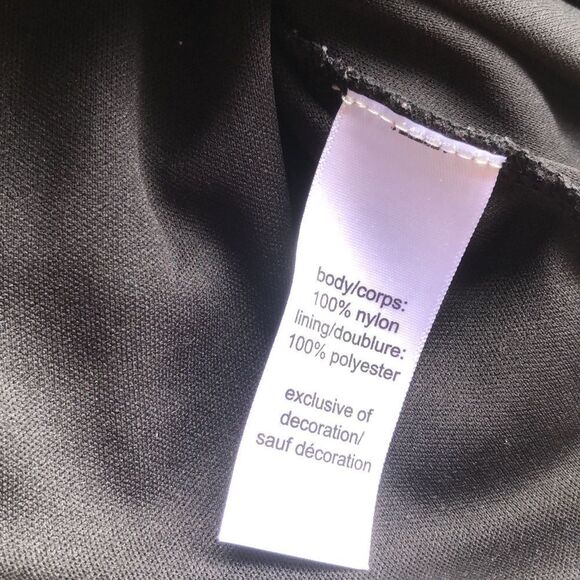 body/corps:
100% nylon
lining/doublure:
100% polyester
exclusive of
decoration/
sauf décoration